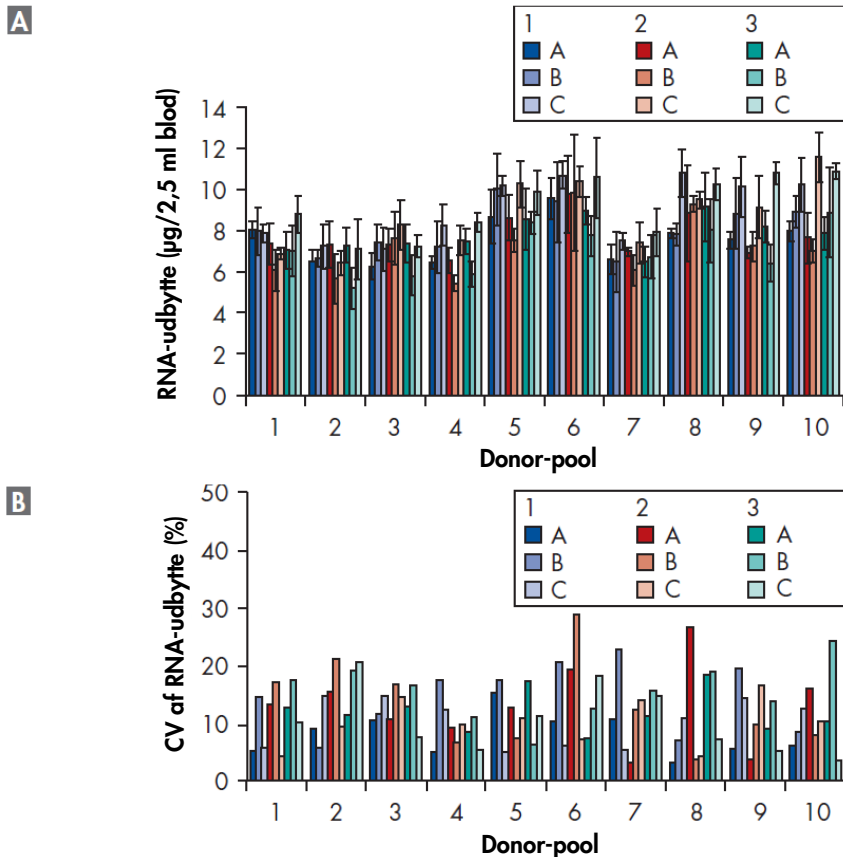 A
1 2 3
A A A
B B B
C C C
RNA-udbytte (µg/2,5 ml blod)
14
12
10
8
6
4
2
0
1 2 3 4 5 6 7 8 9 10
Donor-pool
B
1 2 3
A A A
B B B
C C C
CV af RNA-udbytte (%)
50
40
30
20
10
0
1 2 3 4 5 6 7 8 9 10
Donor-pool